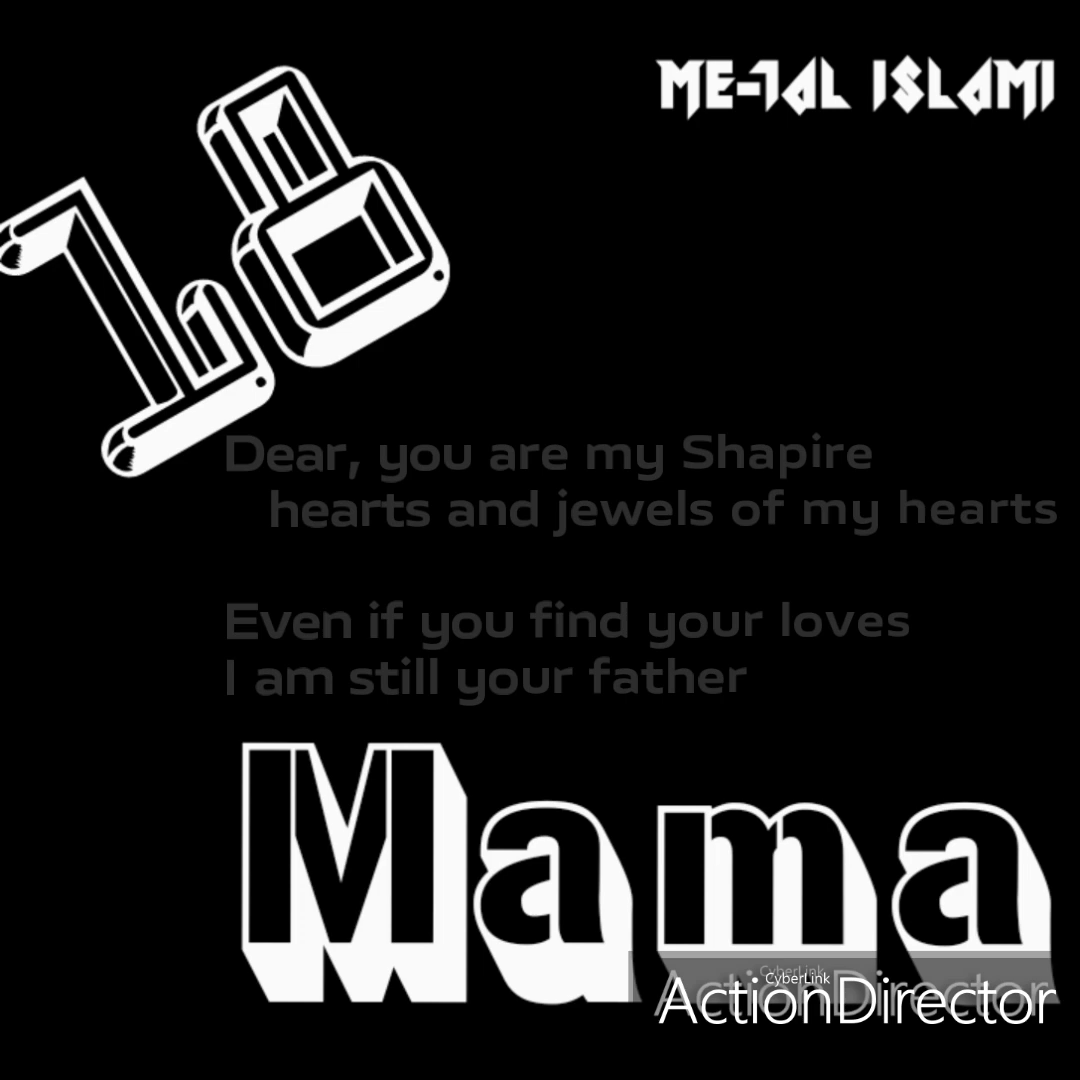 ME-TAL ISLAMI
18
Dear, you are my Shapire
hearts and jewels of my hearts
Even if you find your loves
I am still your father
Mama
CyberLink
ActionDirector